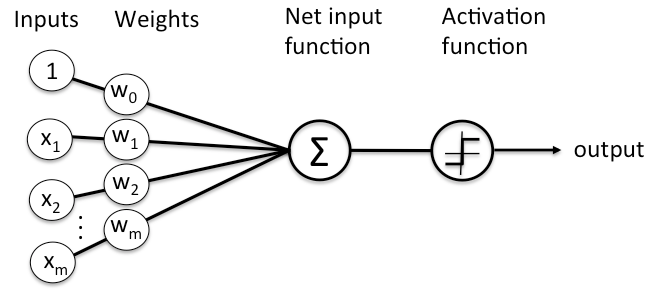 Inputs
Weights
Net input
function
Activation
function
1
w0
x1
w1
x2
w2
⋮
xm
wm
Σ
output